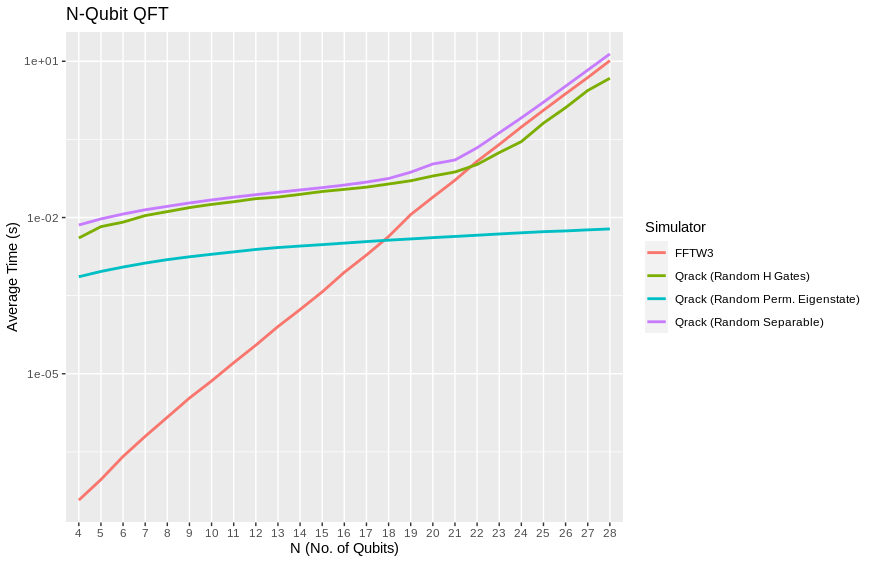 N-Qubit QFT
Average Time (s)
1e+01
1e-02
1e-05
4 5 6 7 8 9 10 11 12 13 14 15 16 17 18 19 20 21 22 23 24 25 26 27 28
N (No. of Qubits)
Simulator
FFTW3
Qrack (Random H Gates)
Qrack (Random Perm. Eigenstate)
Qrack (Random Separable)